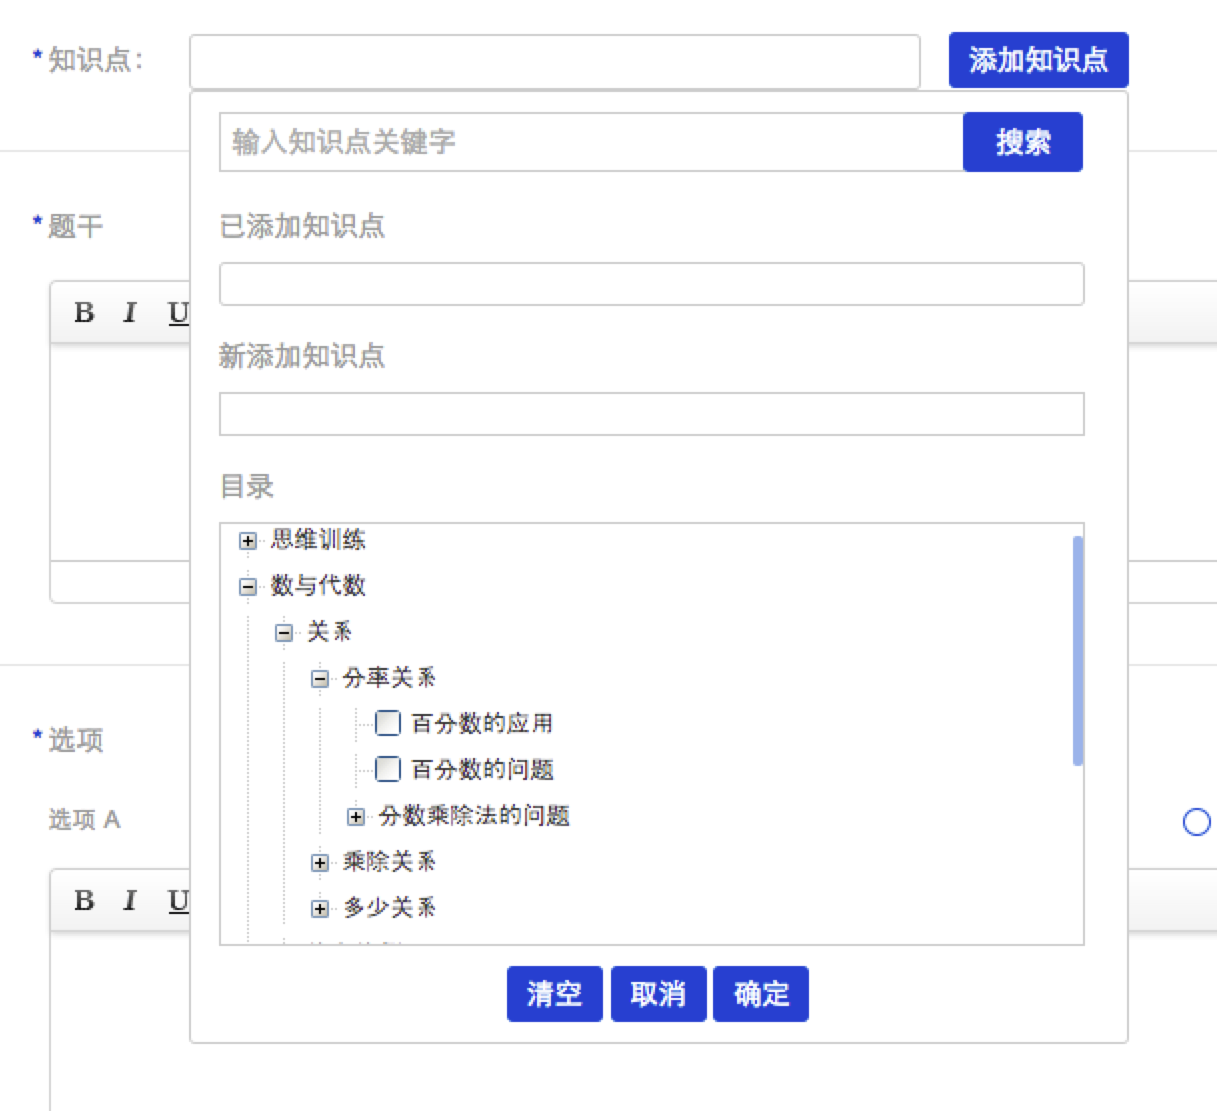 * 知识点: 添加知识点
输入知识点关键字 搜索
* 题干
已添加知识点
B I U
新添加知识点
目录
思维训练
数与代数
关系
分率关系
百分数的应用
百分数的问题
* 选项
分数乘除法的问题
选项 A
乘除关系
B I U
多少关系
清空 取消 确定